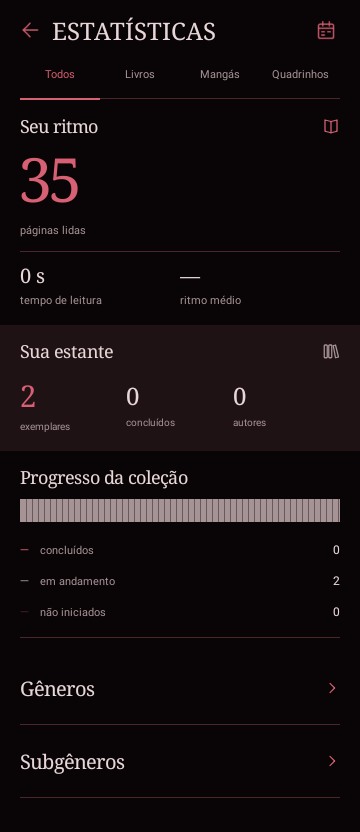 ESTATÍSTICAS
Todos Livros Mangás Quadrinhos
Seu ritmo
35
páginas lidas
0 s —
tempo de leitura ritmo médio
Sua estante
2 0 0
exemplares concluídos autores
Progresso da coleção
concluídos 0
em andamento 2
não iniciados 0
Gêneros
Subgêneros